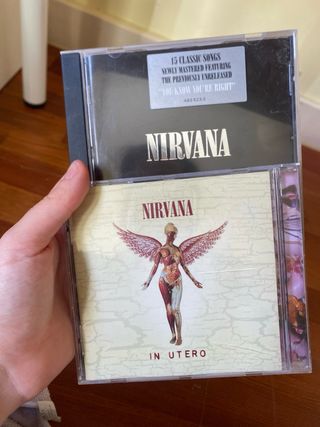 15 CLASSIC SONGS
NEWLY MASTERED FEATURING
THE PREVIOUSLY UNRELEASED
"YOU KNOW YOU'RE RIGHT"
NIRVANA
NIRVANA
IN UTERO